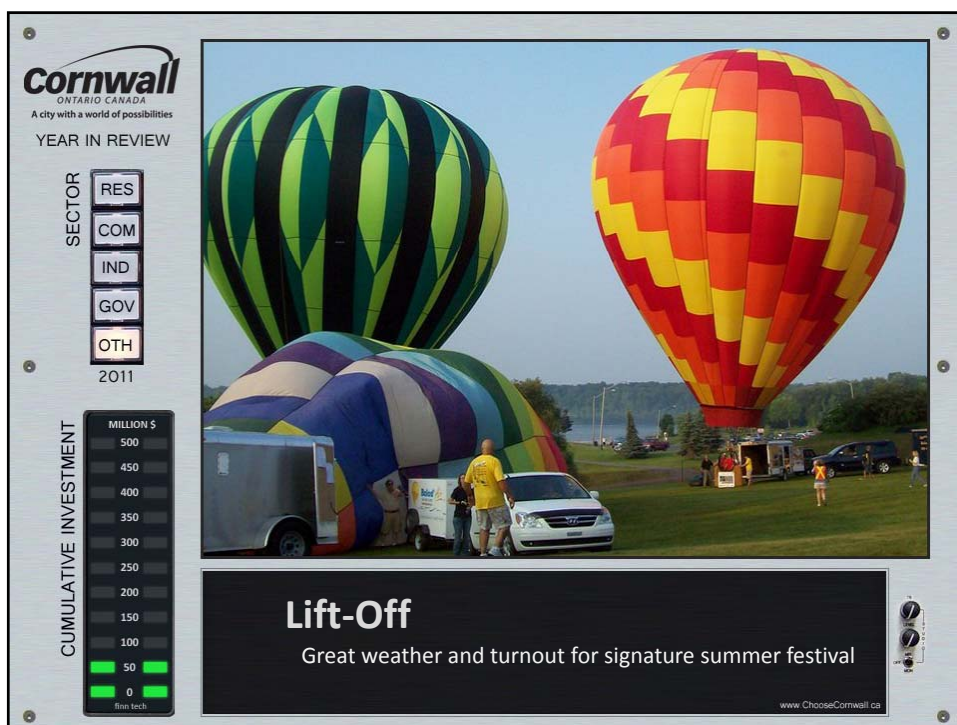 Cornwall
ONTARIO CANADA
A city with a world of possibilities
YEAR IN REVIEW
SECTOR
RES
COM
IND
GOV
OTH
2011
CUMULATIVE INVESTMENT
MILLION $
500
450
400
350
300
250
200
150
100
50
0
finn tech
Lift-Off
Great weather and turnout for signature summer festival
www.ChooseCornwall.ca
LEVEL